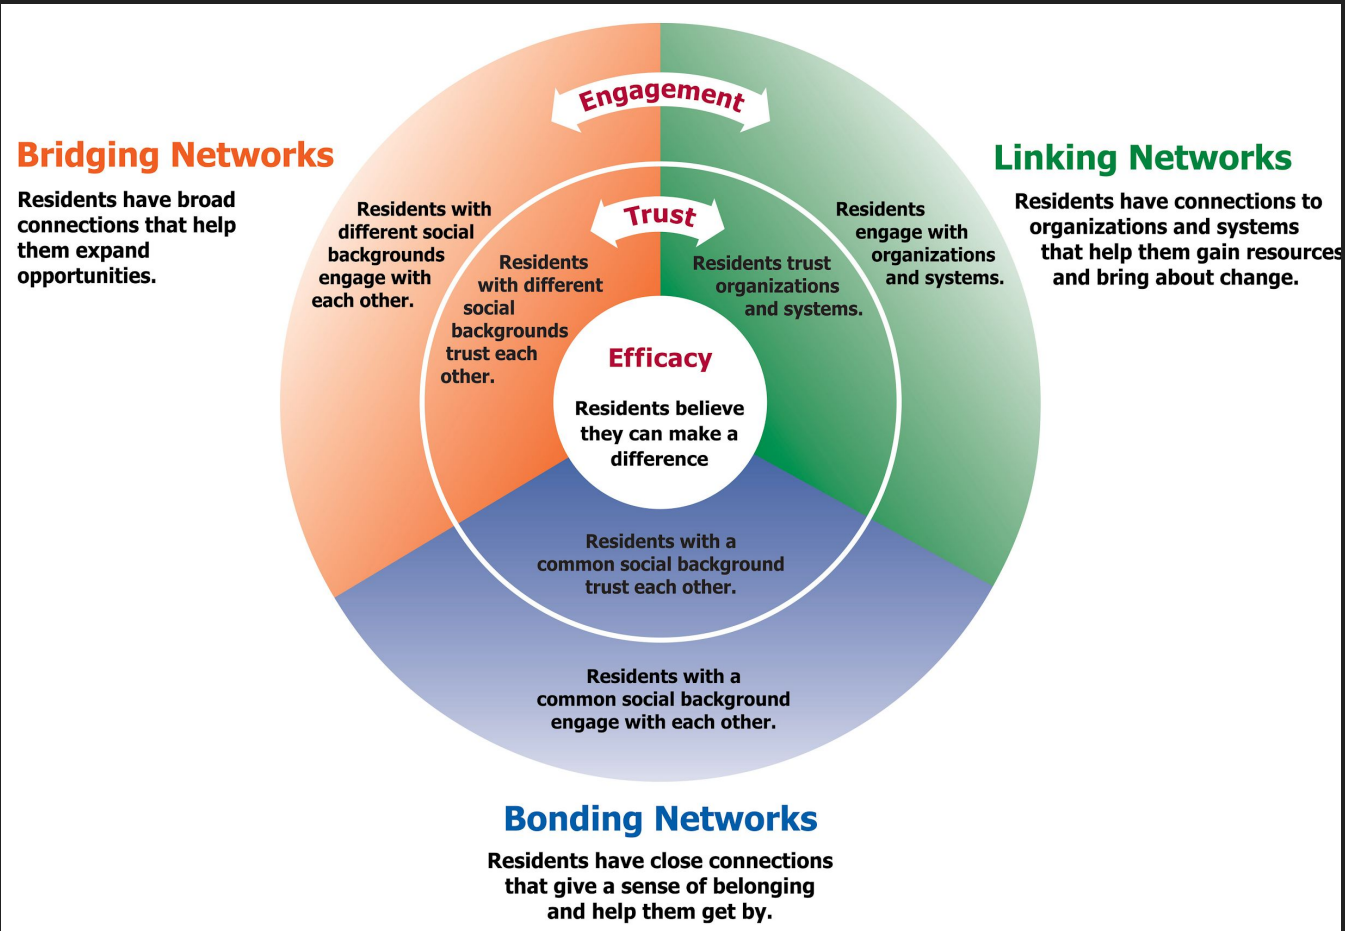 Engagement
Bridging Networks
Residents have broad
connections that help
them expand
opportunities.
Linking Networks
Residents have connections to
organizations and systems
that help them gain resources
and bring about change.
Residents with
different social
backgrounds
engage with
each other.
Trust
Residents
with different
social
backgrounds
trust each
other.
Residents trust
organizations
and systems.
Residents
engage with
organizations
and systems.
Efficacy
Residents believe
they can make a
difference
Residents with a
common social background
trust each other.
Residents with a
common social background
engage with each other.
Bonding Networks
Residents have close connections
that give a sense of belonging
and help them get by.